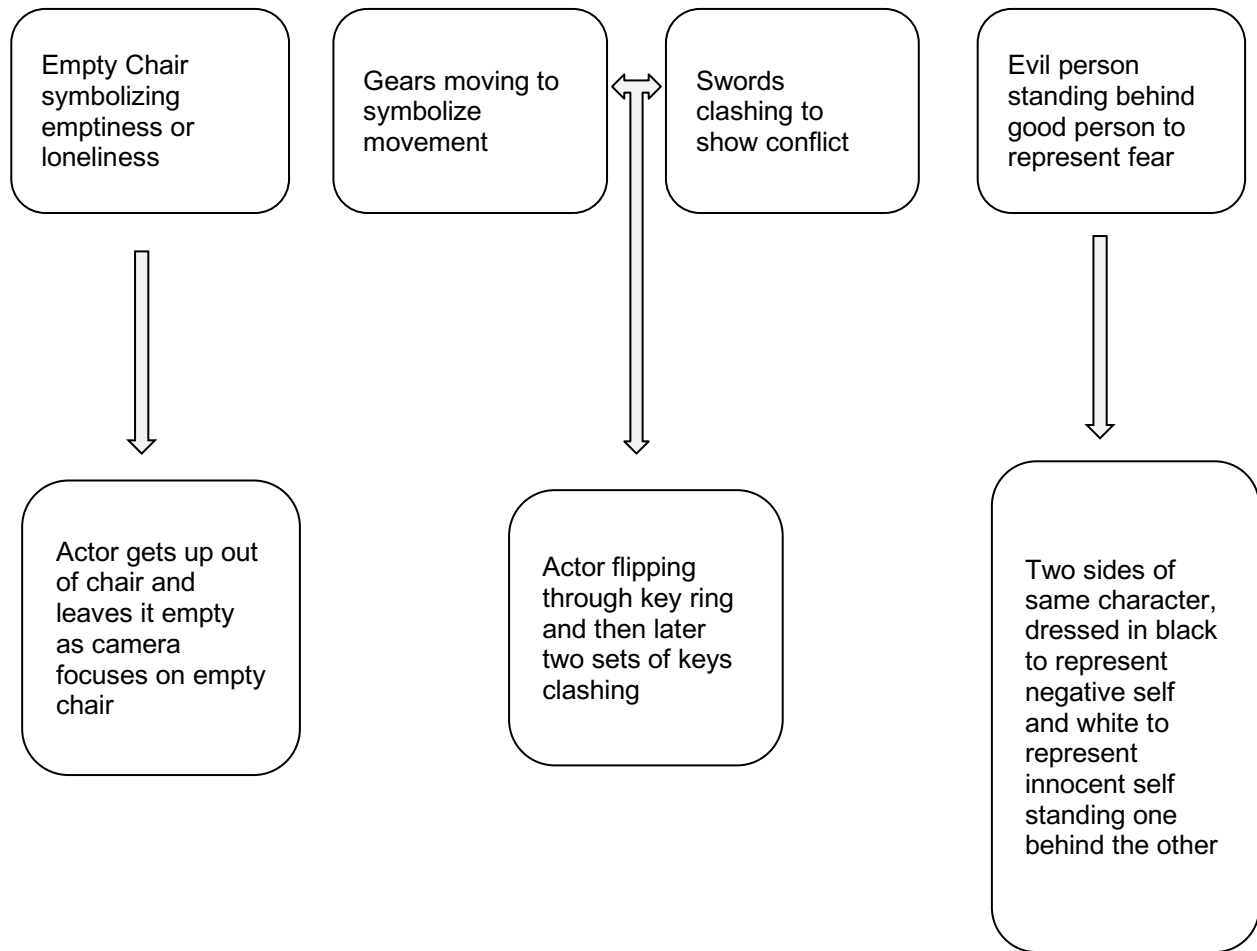 Empty Chair
symbolizing
emptiness or
loneliness
Gears moving to
symbolize
movement
Swords
clashing to
show conflict
Evil person
standing behind
good person to
represent fear
Actor gets up out
of chair and
leaves it empty
as camera
focuses on empty
chair
Actor flipping
through key ring
and then later
two sets of keys
clashing
Two sides of
same character,
dressed in black
to represent
negative self
and white to
represent
innocent self
standing one
behind the other